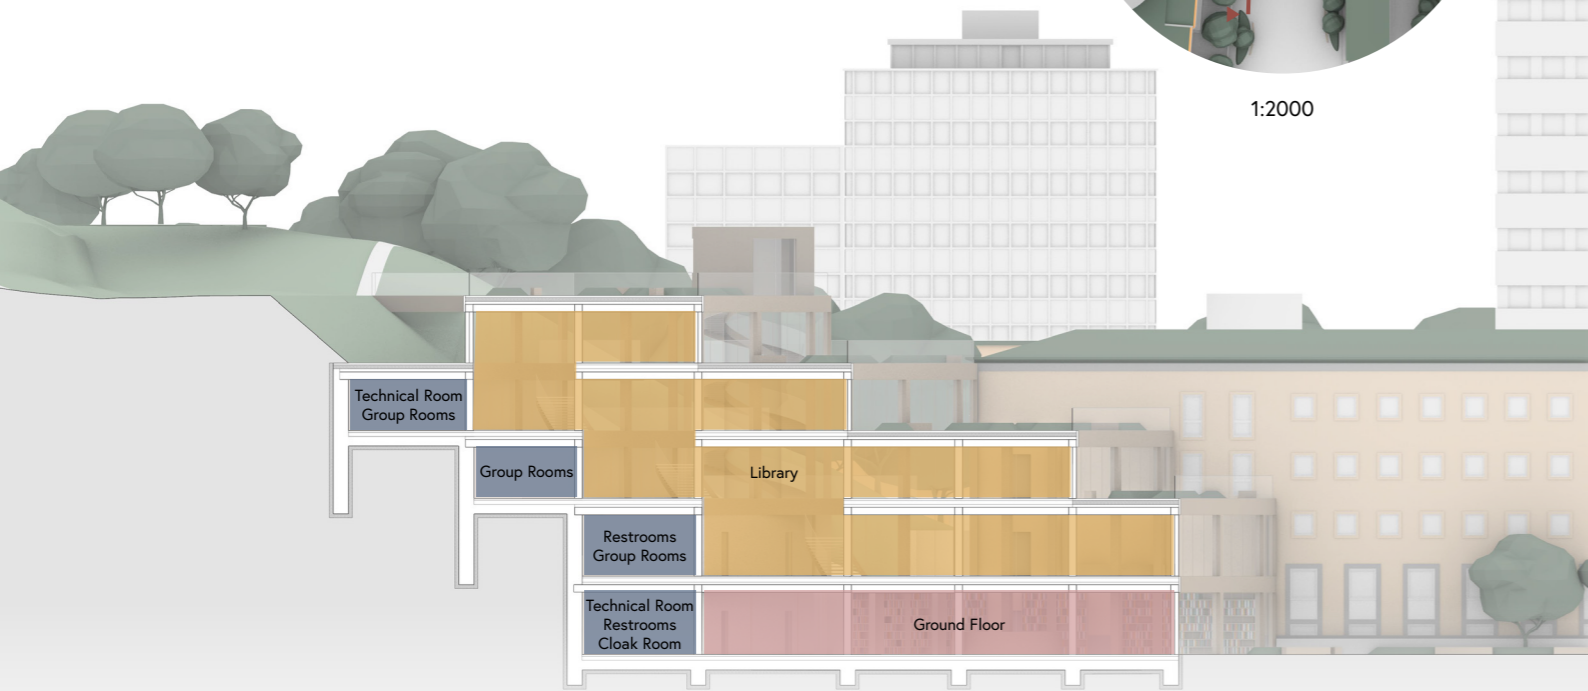 1:2000
Technical Room
Group Rooms
Group Rooms
Library
Restrooms
Group Rooms
Technical Room
Restrooms
Cloak Room
Ground Floor